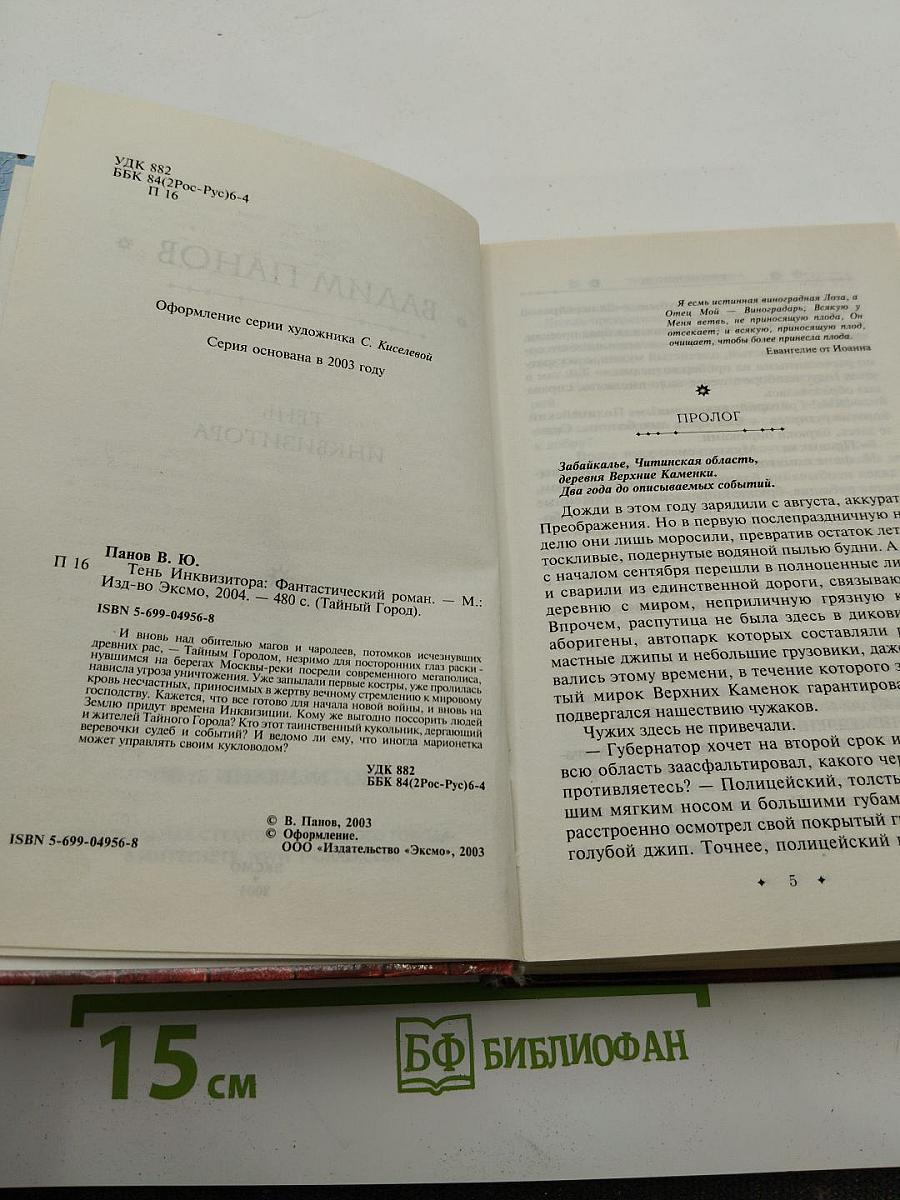 УДК 882
ББК 84(2Рос-Рус)6-4
П 16
Оформление серии художника С. Киселевой
Серия основана в 2003 году
Панов В. Ю.
П 16 Тень Инквизитора: Фантастический роман. — М.:
Изд-во Эксмо, 2004. — 480 с. (Тайный Город).
ISBN 5-699-04956-8
И вновь над обителью магов и чародеев, потомков исчезнувших
древних рас, — Тайным Городом, незримо для посторонних глаз раски-
нувшимся на берегах Москвы-реки посреди современного мегаполиса,
нависла угроза уничтожения. Уже запылали первые костры, уже пролилась
кровь несчастных, приносимых в жертву вечному стремлению к мировому
господству. Кажется, что все готово для начала новой войны, и вновь на
Землю придут времена Инквизиции. Кому же выгодно поссорить людей
и жителей Тайного Города? Кто этот таинственный кукольник, дергающий
веревочки судеб и событий? И ведомо ли ему, что иногда марионетка
может управлять своим кукловодом?
УДК 882
ББК 84(2Рос-Рус)6-4
© В. Панов, 2003
© Оформление.
ООО «Издательство «Эксмо», 2003
ISBN 5-699-04956-8
Я есмь истинная виноградная Лоза, а
Отец Мой — Виноградарь; Всякую у
Меня ветвь, не приносящую плода, Он
отсекает; и всякую, приносящую плод,
очищает, чтобы более принесла плода.
Евангелие от Иоанна
ПРОЛОГ
Забайкалье, Читинская область,
деревня Верхние Каменки.
Два года до описываемых событий.
Дожди в этом году зарядили с августа, аккурат
Преображения. Но в первую послепраздничную н
делю они лишь моросили, превратив остаток лет
тоскливые, подернутые водяной пылью будни. А
с началом сентября перешли в полноценные ли
и сварили из единственной дороги, связываю
деревню с миром, неприличную грязную к
Впрочем, распутица не была здесь в дикови
аборигены, автопарк которых составляли р
мастные джипы и небольшие грузовики, даже
вались этому времени, в течение которого з
тый мирок Верхних Каменок гарантирова
подвергался нашествию чужаков.
Чужих здесь не привечали.
— Губернатор хочет на второй срок и
всю область заасфальтировал, какого чер
противляетесь? — Полицейский, толсть
шим мягким носом и большими губам
расстроенно осмотрел свой покрытый г
голубой джип. Точнее, полицейский
5
15 см
БФ БИБЛИОФАН